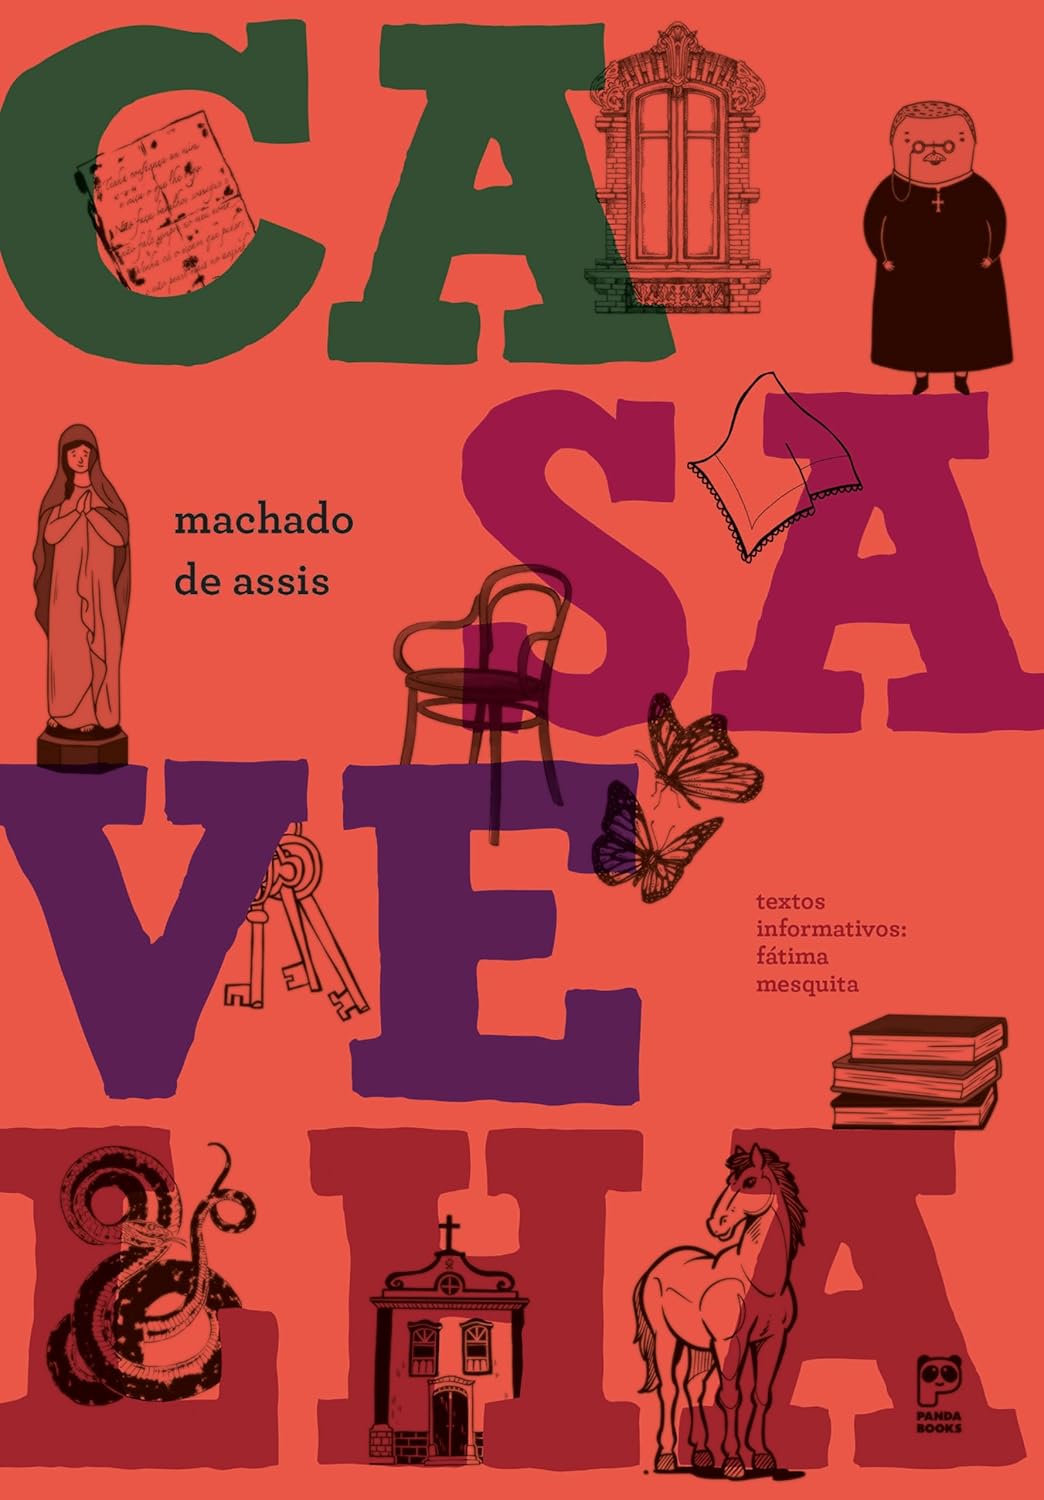 CA
SA
machado
de assis
VE
textos
informativos:
fátima
mesquita
LHA
PANDA
BOOKS